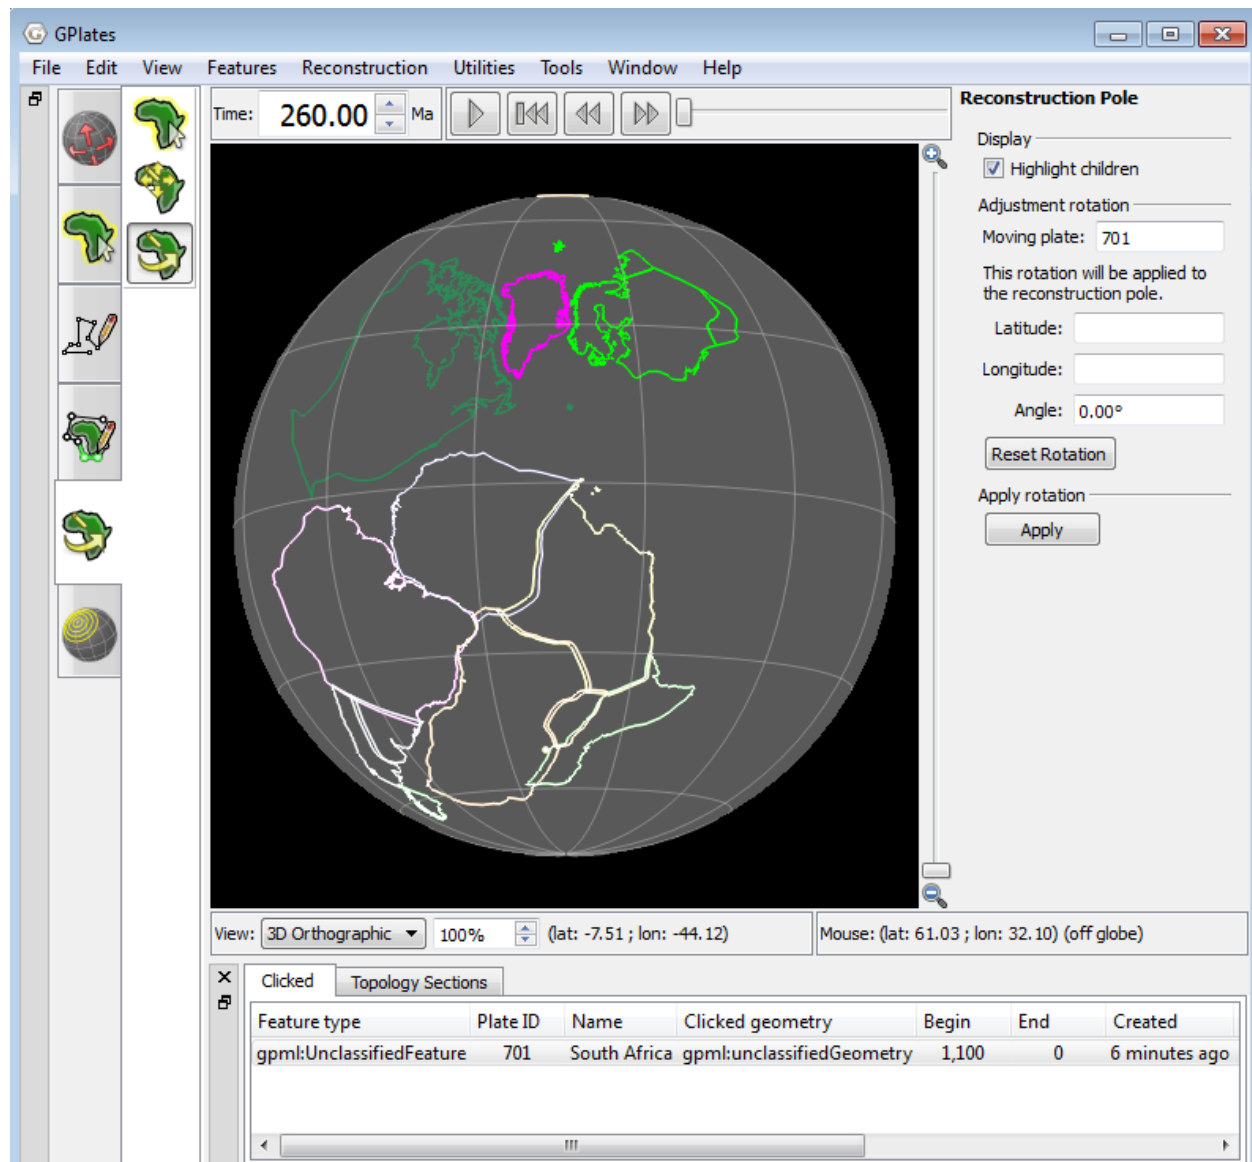 GPlates
File Edit View Features Reconstruction Utilities Tools Window Help
Time: 260.00 Ma
Reconstruction Pole
Display
Highlight children
Adjustment rotation
Moving plate: 701
This rotation will be applied to
the reconstruction pole.
Latitude:
Longitude:
Angle: 0.00°
Reset Rotation
Apply rotation
Apply
View: 3D Orthographic 100% (lat: -7.51 ; lon: -44.12) Mouse: (lat: 61.03 ; lon: 32.10) (off globe)
Clicked Topology Sections
Feature type Plate ID Name Clicked geometry Begin End Created
gpml:UnclassifiedFeature 701 South Africa gpml:unclassifiedGeometry 1,100 0 6 minutes ago